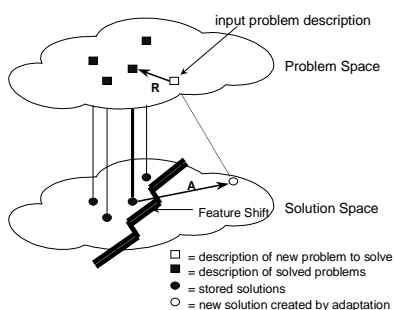 input problem description
Problem Space
R
A
Feature Shift
Solution Space
= description of new problem to solve
= description of solved problems
= stored solutions
= new solution created by adaptation